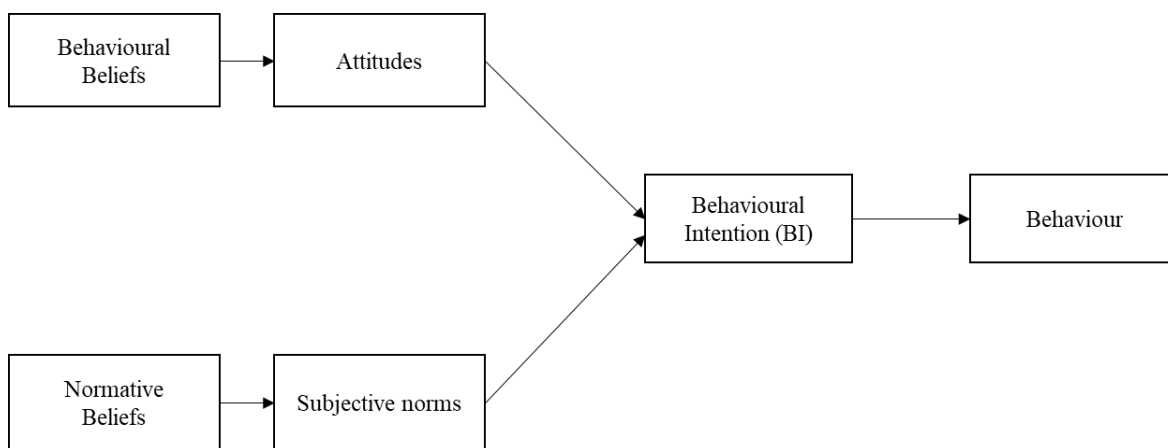 Behavioural
Beliefs
Attitudes
Behavioural
Intention (BI)
Behaviour
Normative
Beliefs
Subjective norms